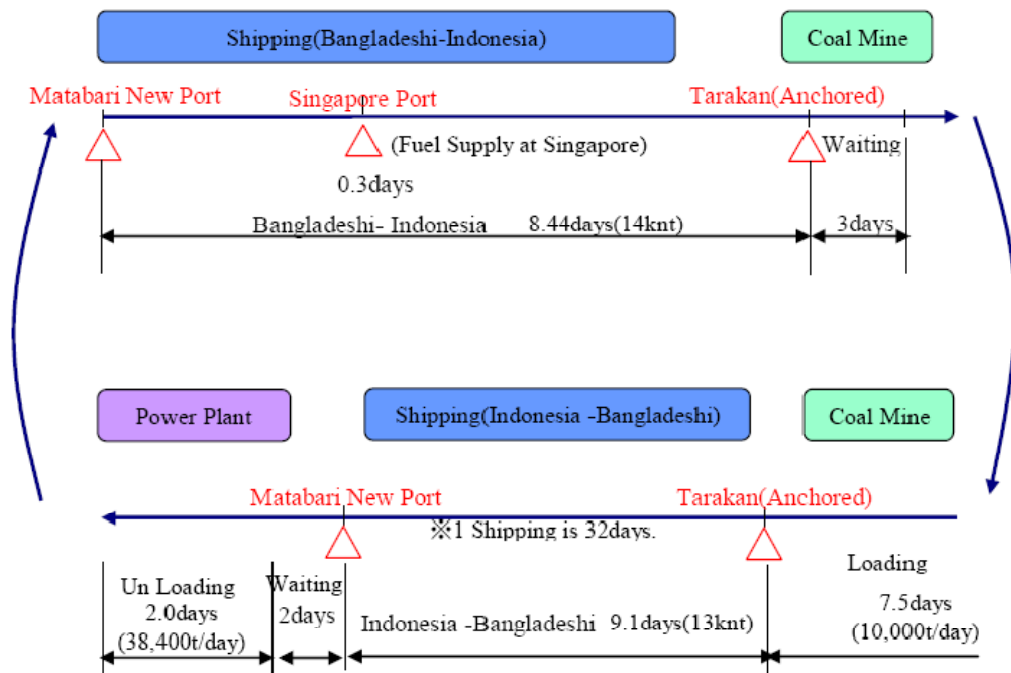 Shipping(Bangladeshi-Indonesia)
Coal Mine
Matabari New Port
Singapore Port
Tarakan(Anchored)
(Fuel Supply at Singapore)
Waiting
0.3days
Bangladeshi- Indonesia 8.44days(14knt)
3days
Power Plant
Shipping(Indonesia -Bangladeshi)
Coal Mine
Matabari New Port
Tarakan(Anchored)
※1 Shipping is 32days.
Un Loading
2.0days
(38,400t/day)
Waiting
2days
Indonesia -Bangladeshi 9.1days(13knt)
Loading
7.5days
(10,000t/day)